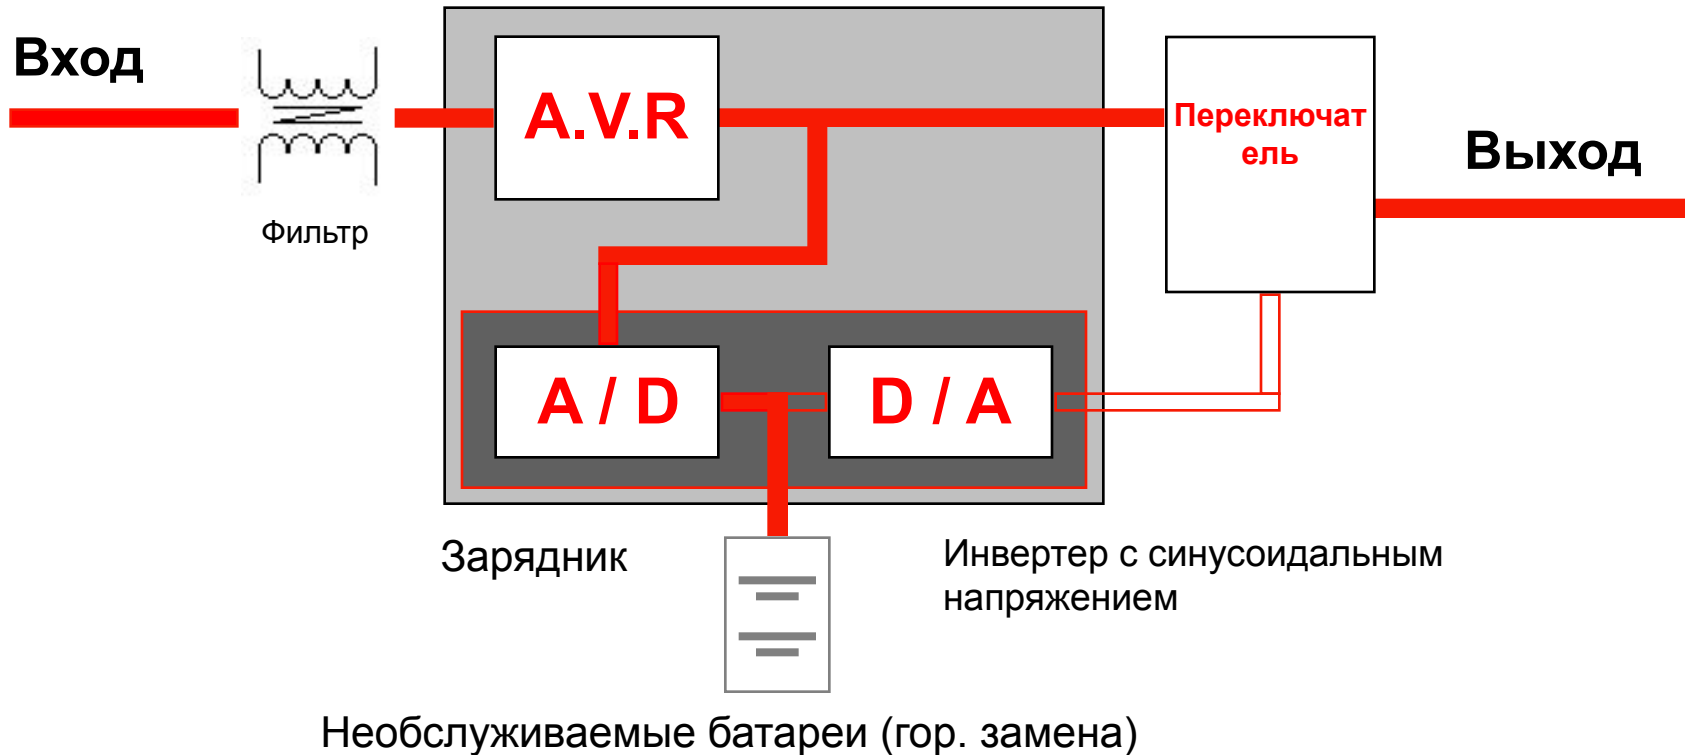 Вход
A.V.R
Переключат
ель
Выход
Фильтр
A / D
D / A
Зарядник
Инвертер с синусоидальным
напряжением
Необслуживаемые батареи (гор. замена)